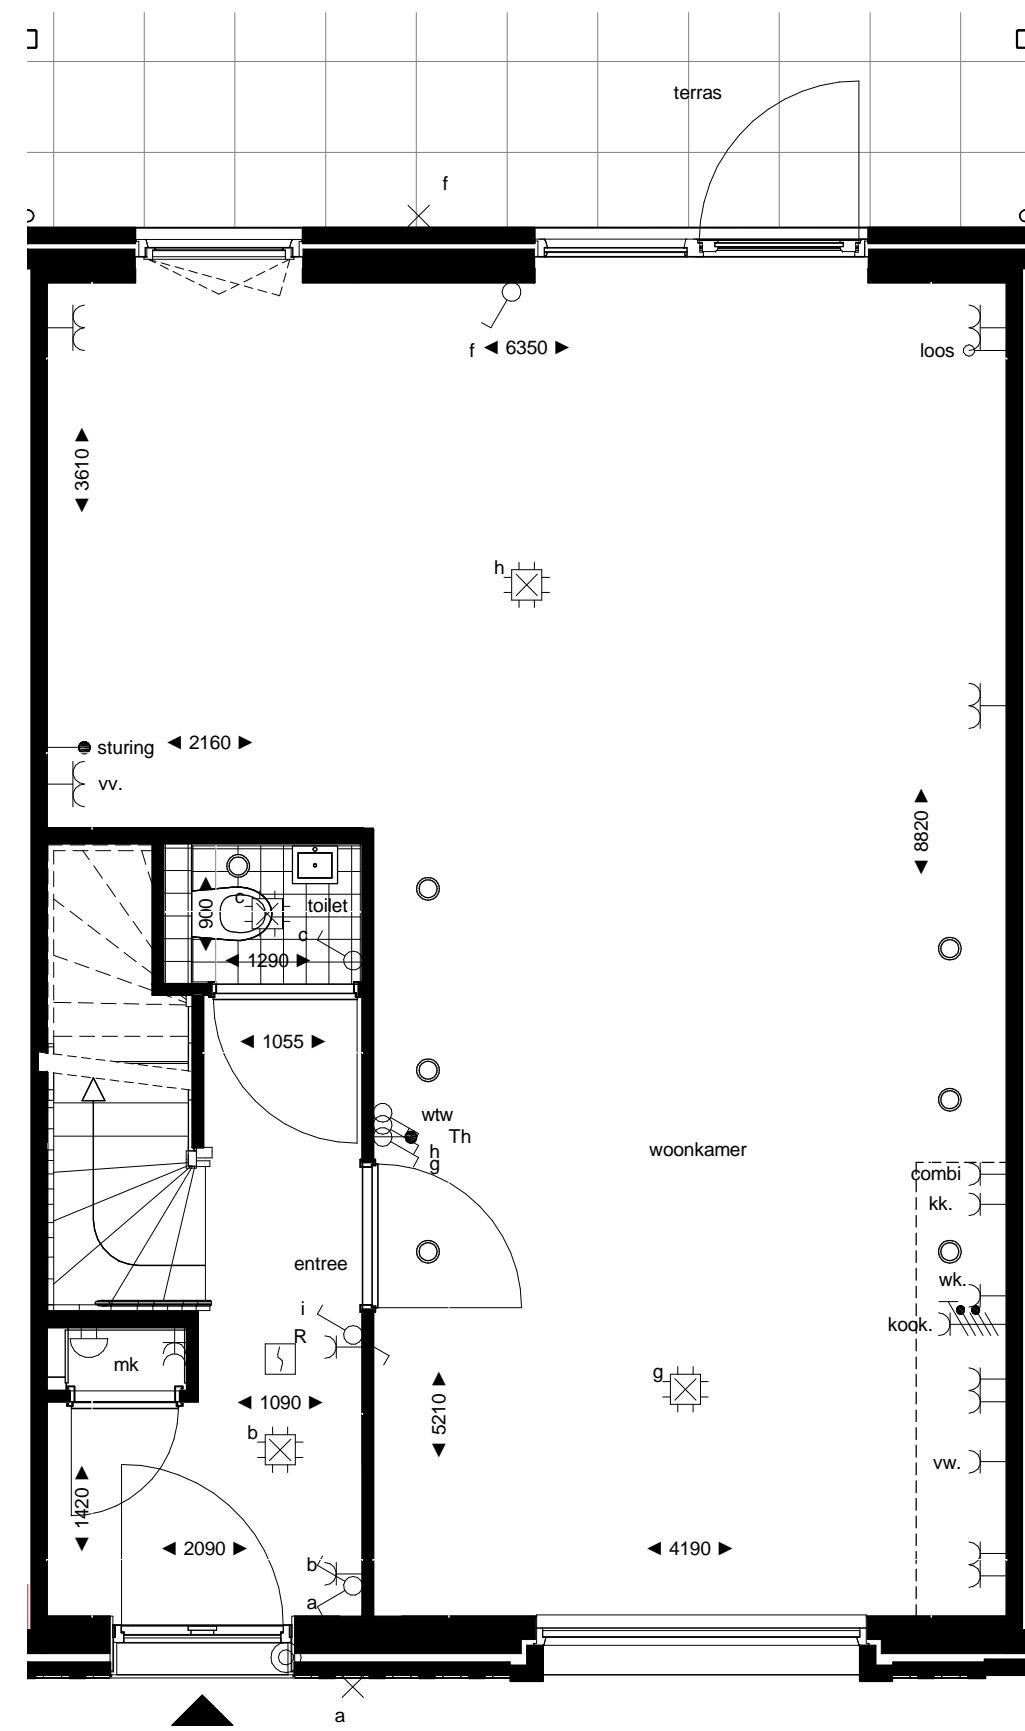 terras
f
f ◄ 6350 ►
loos
◄ 3610 ►
h
sturing ◄ 2160 ►
vv.
◄ 8820 ►
c
900
toilet
c
◄ 1290 ►
◄ 1055 ►
wtw
Th
h
g
woonkamer
combi
kk.
entree
wk.
i
R
kook.
mk
g
◄ 1090 ►
◄ 5210 ►
b
vw.
◄ 1420 ►
◄ 2090 ►
◄ 4190 ►
b
a
a